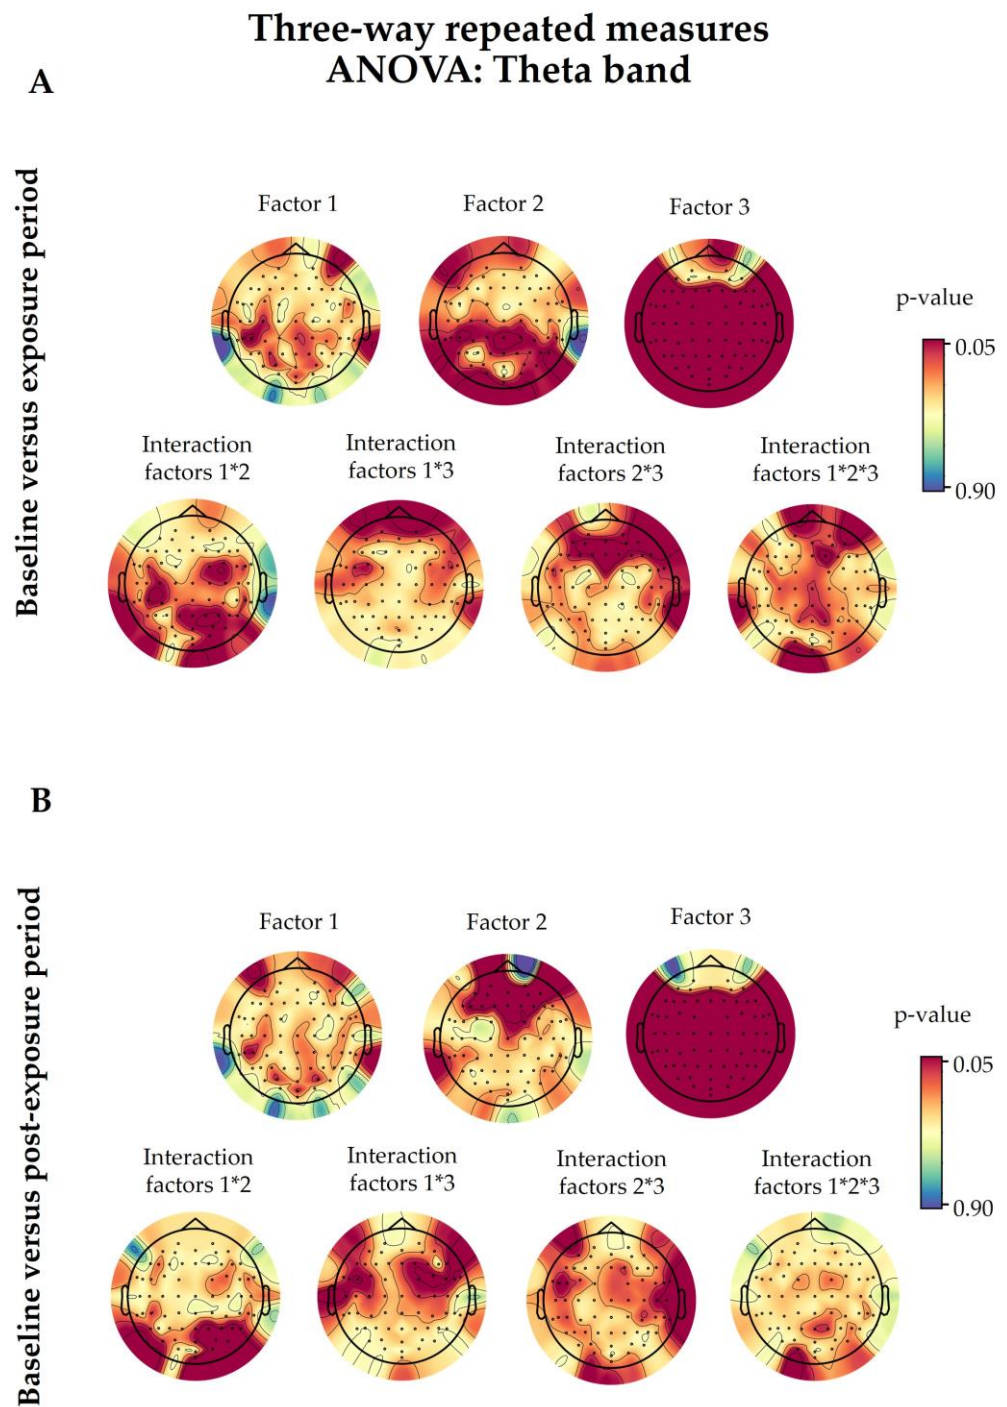 Three-way repeated measures
ANOVA: Theta band
A
Baseline versus exposure period
Factor 1
Factor 2
Factor 3
p-value
0.05
0.90
Interaction
factors 1*2
Interaction
factors 1*3
Interaction
factors 2*3
Interaction
factors 1*2*3
B
Baseline versus post-exposure period
Factor 1
Factor 2
Factor 3
p-value
0.05
0.90
Interaction
factors 1*2
Interaction
factors 1*3
Interaction
factors 2*3
Interaction
factors 1*2*3